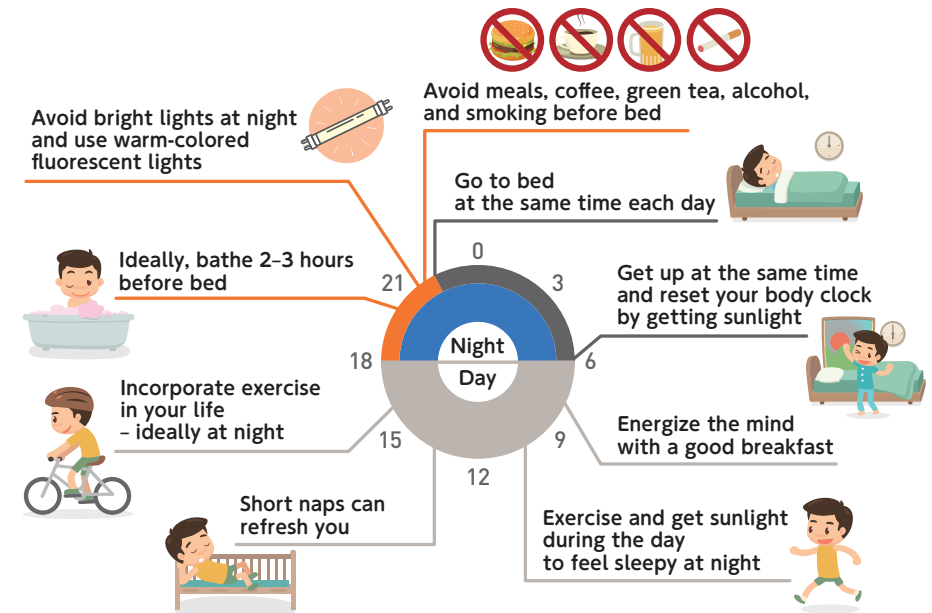 Avoid meals, coffee, green tea, alcohol,
and smoking before bed
Avoid bright lights at night
and use warm-colored
fluorescent lights
Go to bed
at the same time each day
Ideally, bathe 2–3 hours
before bed
Get up at the same time
and reset your body clock
by getting sunlight
Incorporate exercise
in your life
– ideally at night
Energize the mind
with a good breakfast
Short naps can
refresh you
Exercise and get sunlight
during the day
to feel sleepy at night
0
3
6
9
12
15
18
21
Night
Day